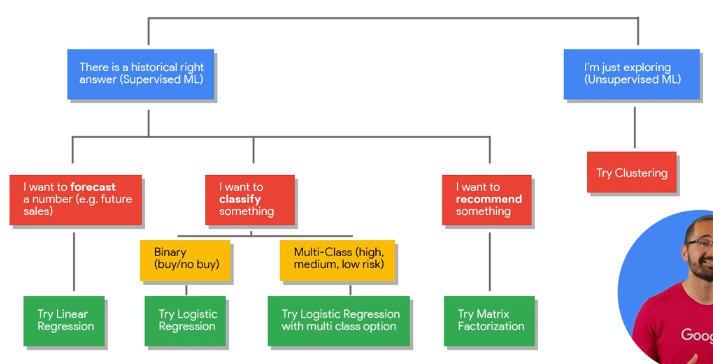 There is a historical right
answer (Supervised ML)
I'm just exploring
(Unsupervised ML)
Try Clustering
I want to forecast
a number (e.g. future
sales)
I want to
classify
something
I want to
recommend
something
Binary
(buy/no buy)
Multi-Class (high,
medium, low risk)
Try Linear
Regression
Try Logistic
Regression
Try Logistic Regression
with multi class option
Try Matrix
Factorization
Goog